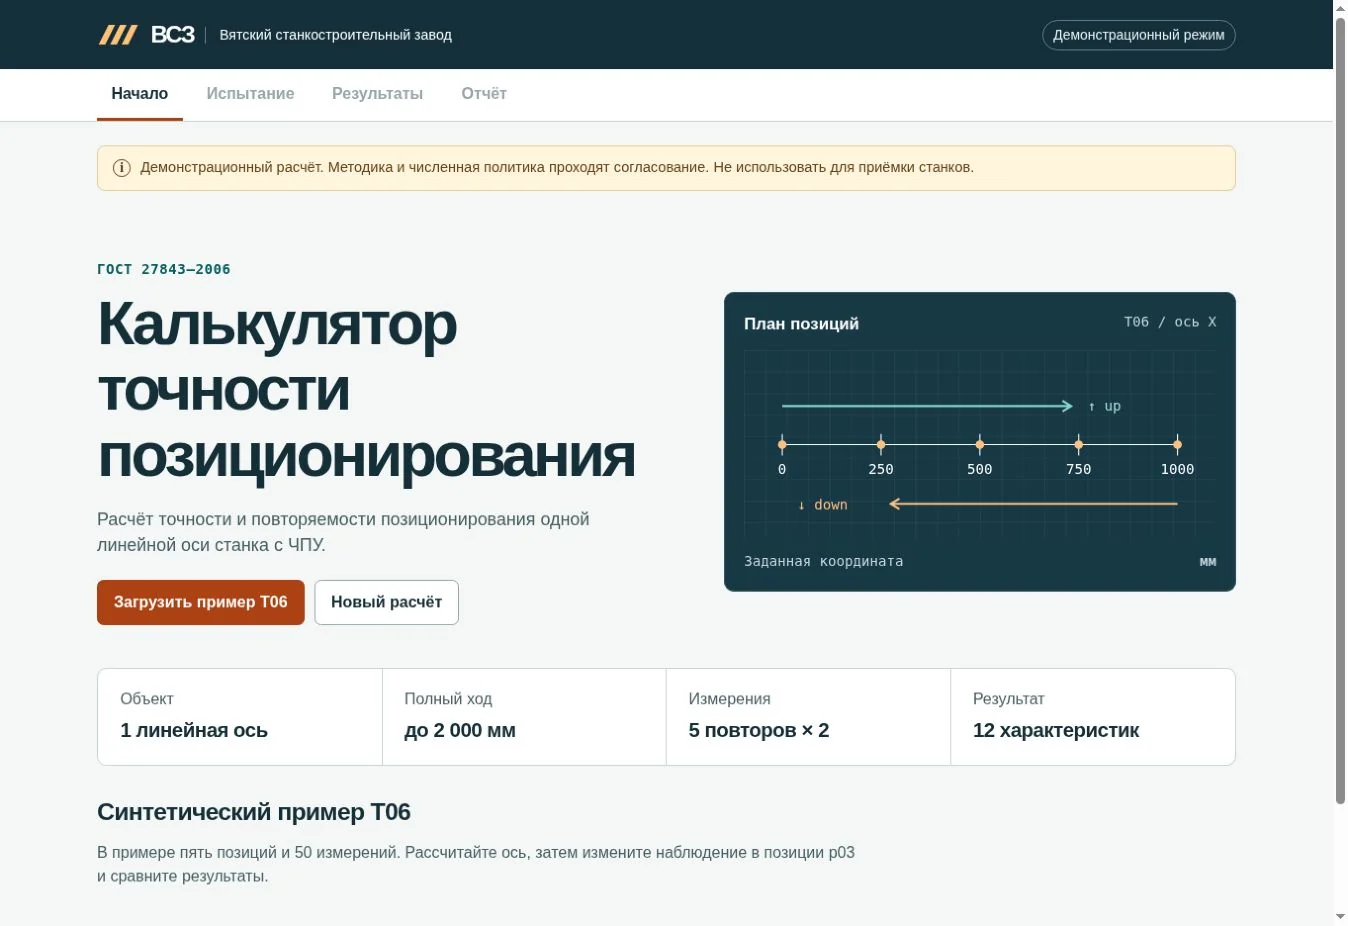 ВСЗ
Вятский станкостроительный завод
Демонстрационный режим
Начало
Испытание
Результаты
Отчёт
Демонстрационный расчёт. Методика и численная политика проходят согласование. Не использовать для приёмки станков.
ГОСТ 27843—2006
Калькулятор
точности
позиционирования
Расчёт точности и повторяемости позиционирования одной
линейной оси станка с ЧПУ.
Загрузить пример T06
Новый расчёт
План позиций
T06 / ось X
↑ up
0 250 500 750 1000
↓ down
Заданная координата
мм
Объект
1 линейная ось
Полный ход
до 2 000 мм
Измерения
5 повторов × 2
Результат
12 характеристик
Синтетический пример T06
В примере пять позиций и 50 измерений. Рассчитайте ось, затем измените наблюдение в позиции p03
и сравните результаты.